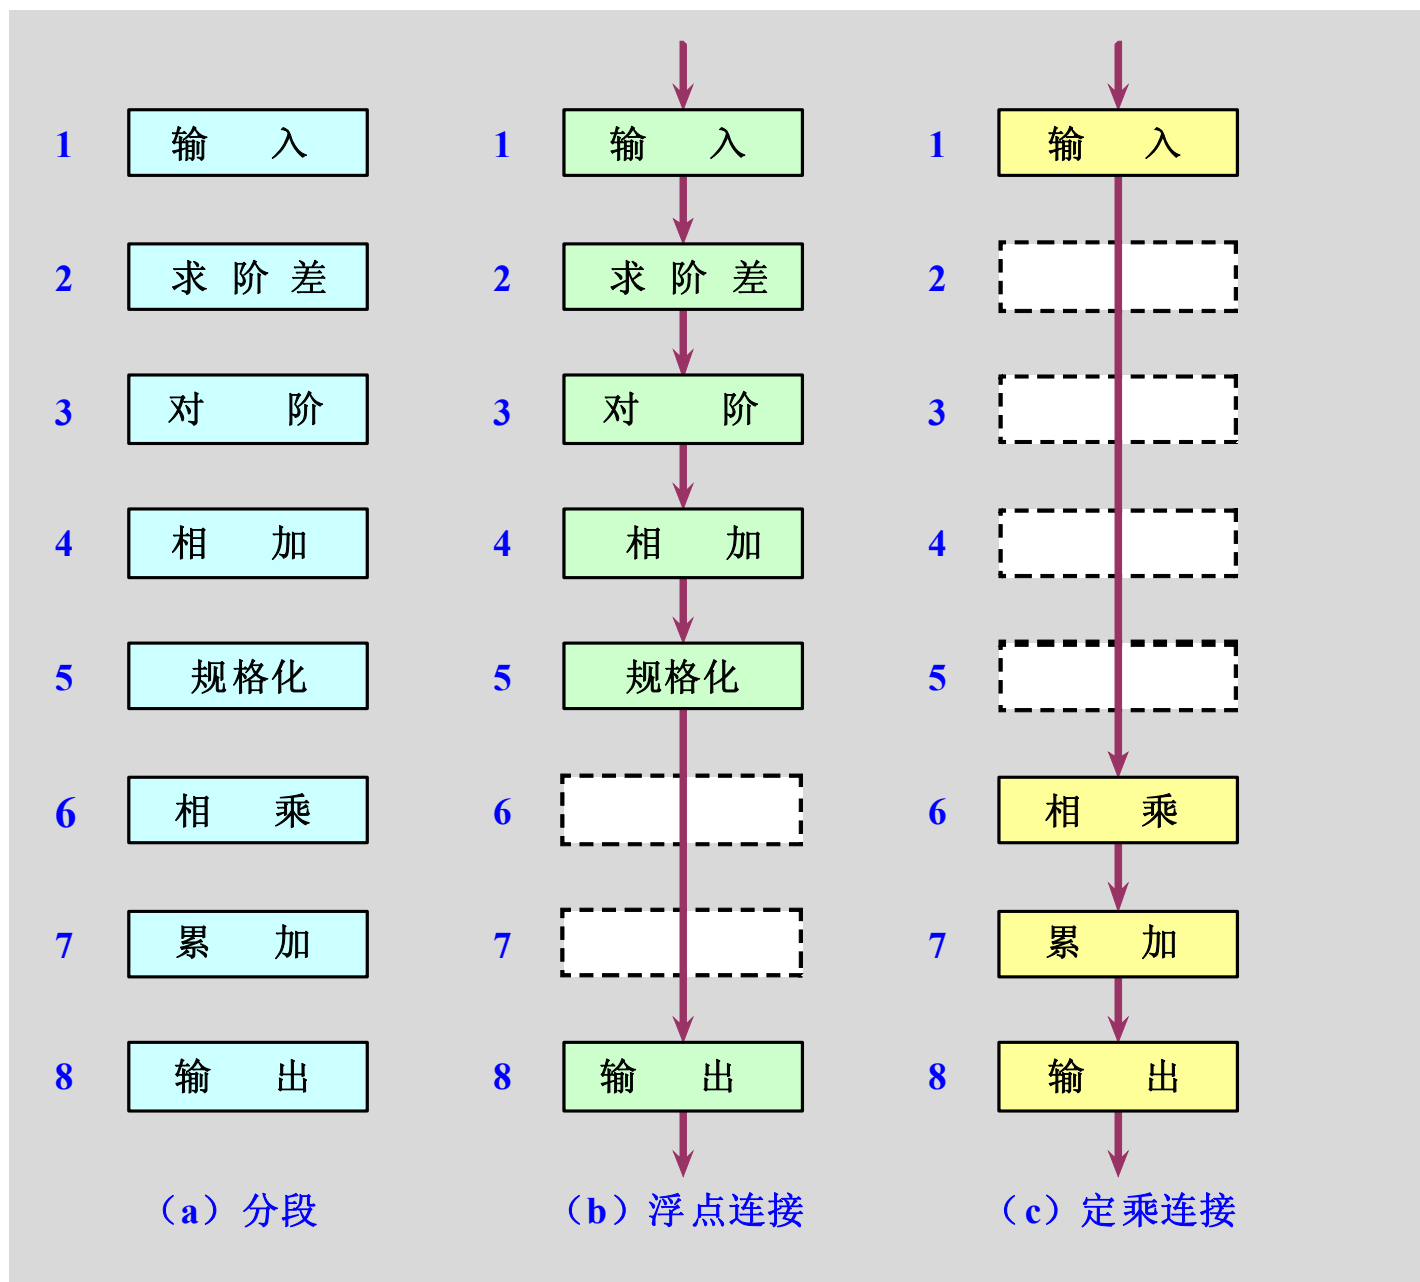 1 输入 1 输入 1 输入
2 求阶差 2 求阶差 2
3 对阶 3 对阶 3
4 相加 4 相加 4
5 规格化 5 规格化 5
6 相乘 6 6 相乘
7 累加 7 7 累加
8 输出 8 输出 8 输出
（a）分段 （b）浮点连接 （c）定乘连接